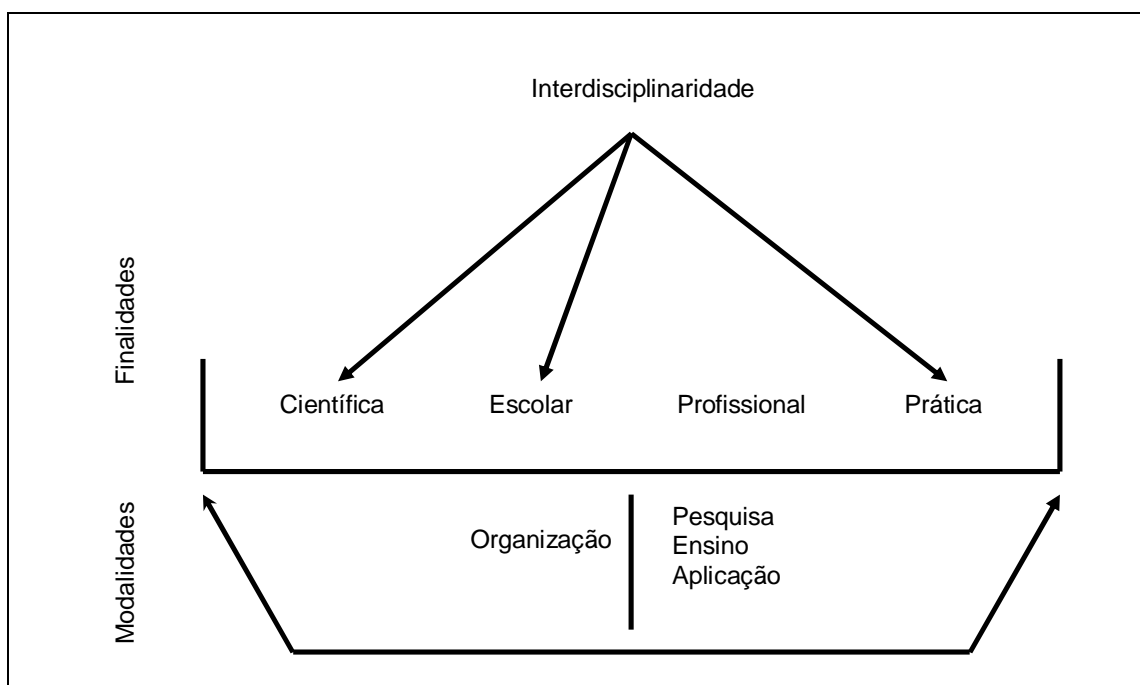 Interdisciplinaridade
Finalidades
Científica Escolar Profissional Prática
Modalidades
Organização
Pesquisa
Ensino
Aplicação